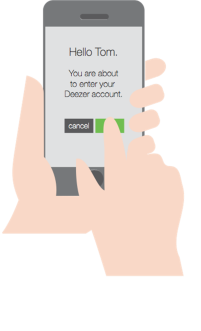 Hello Tom.
You are about
to enter your
Deezer account.
cancel